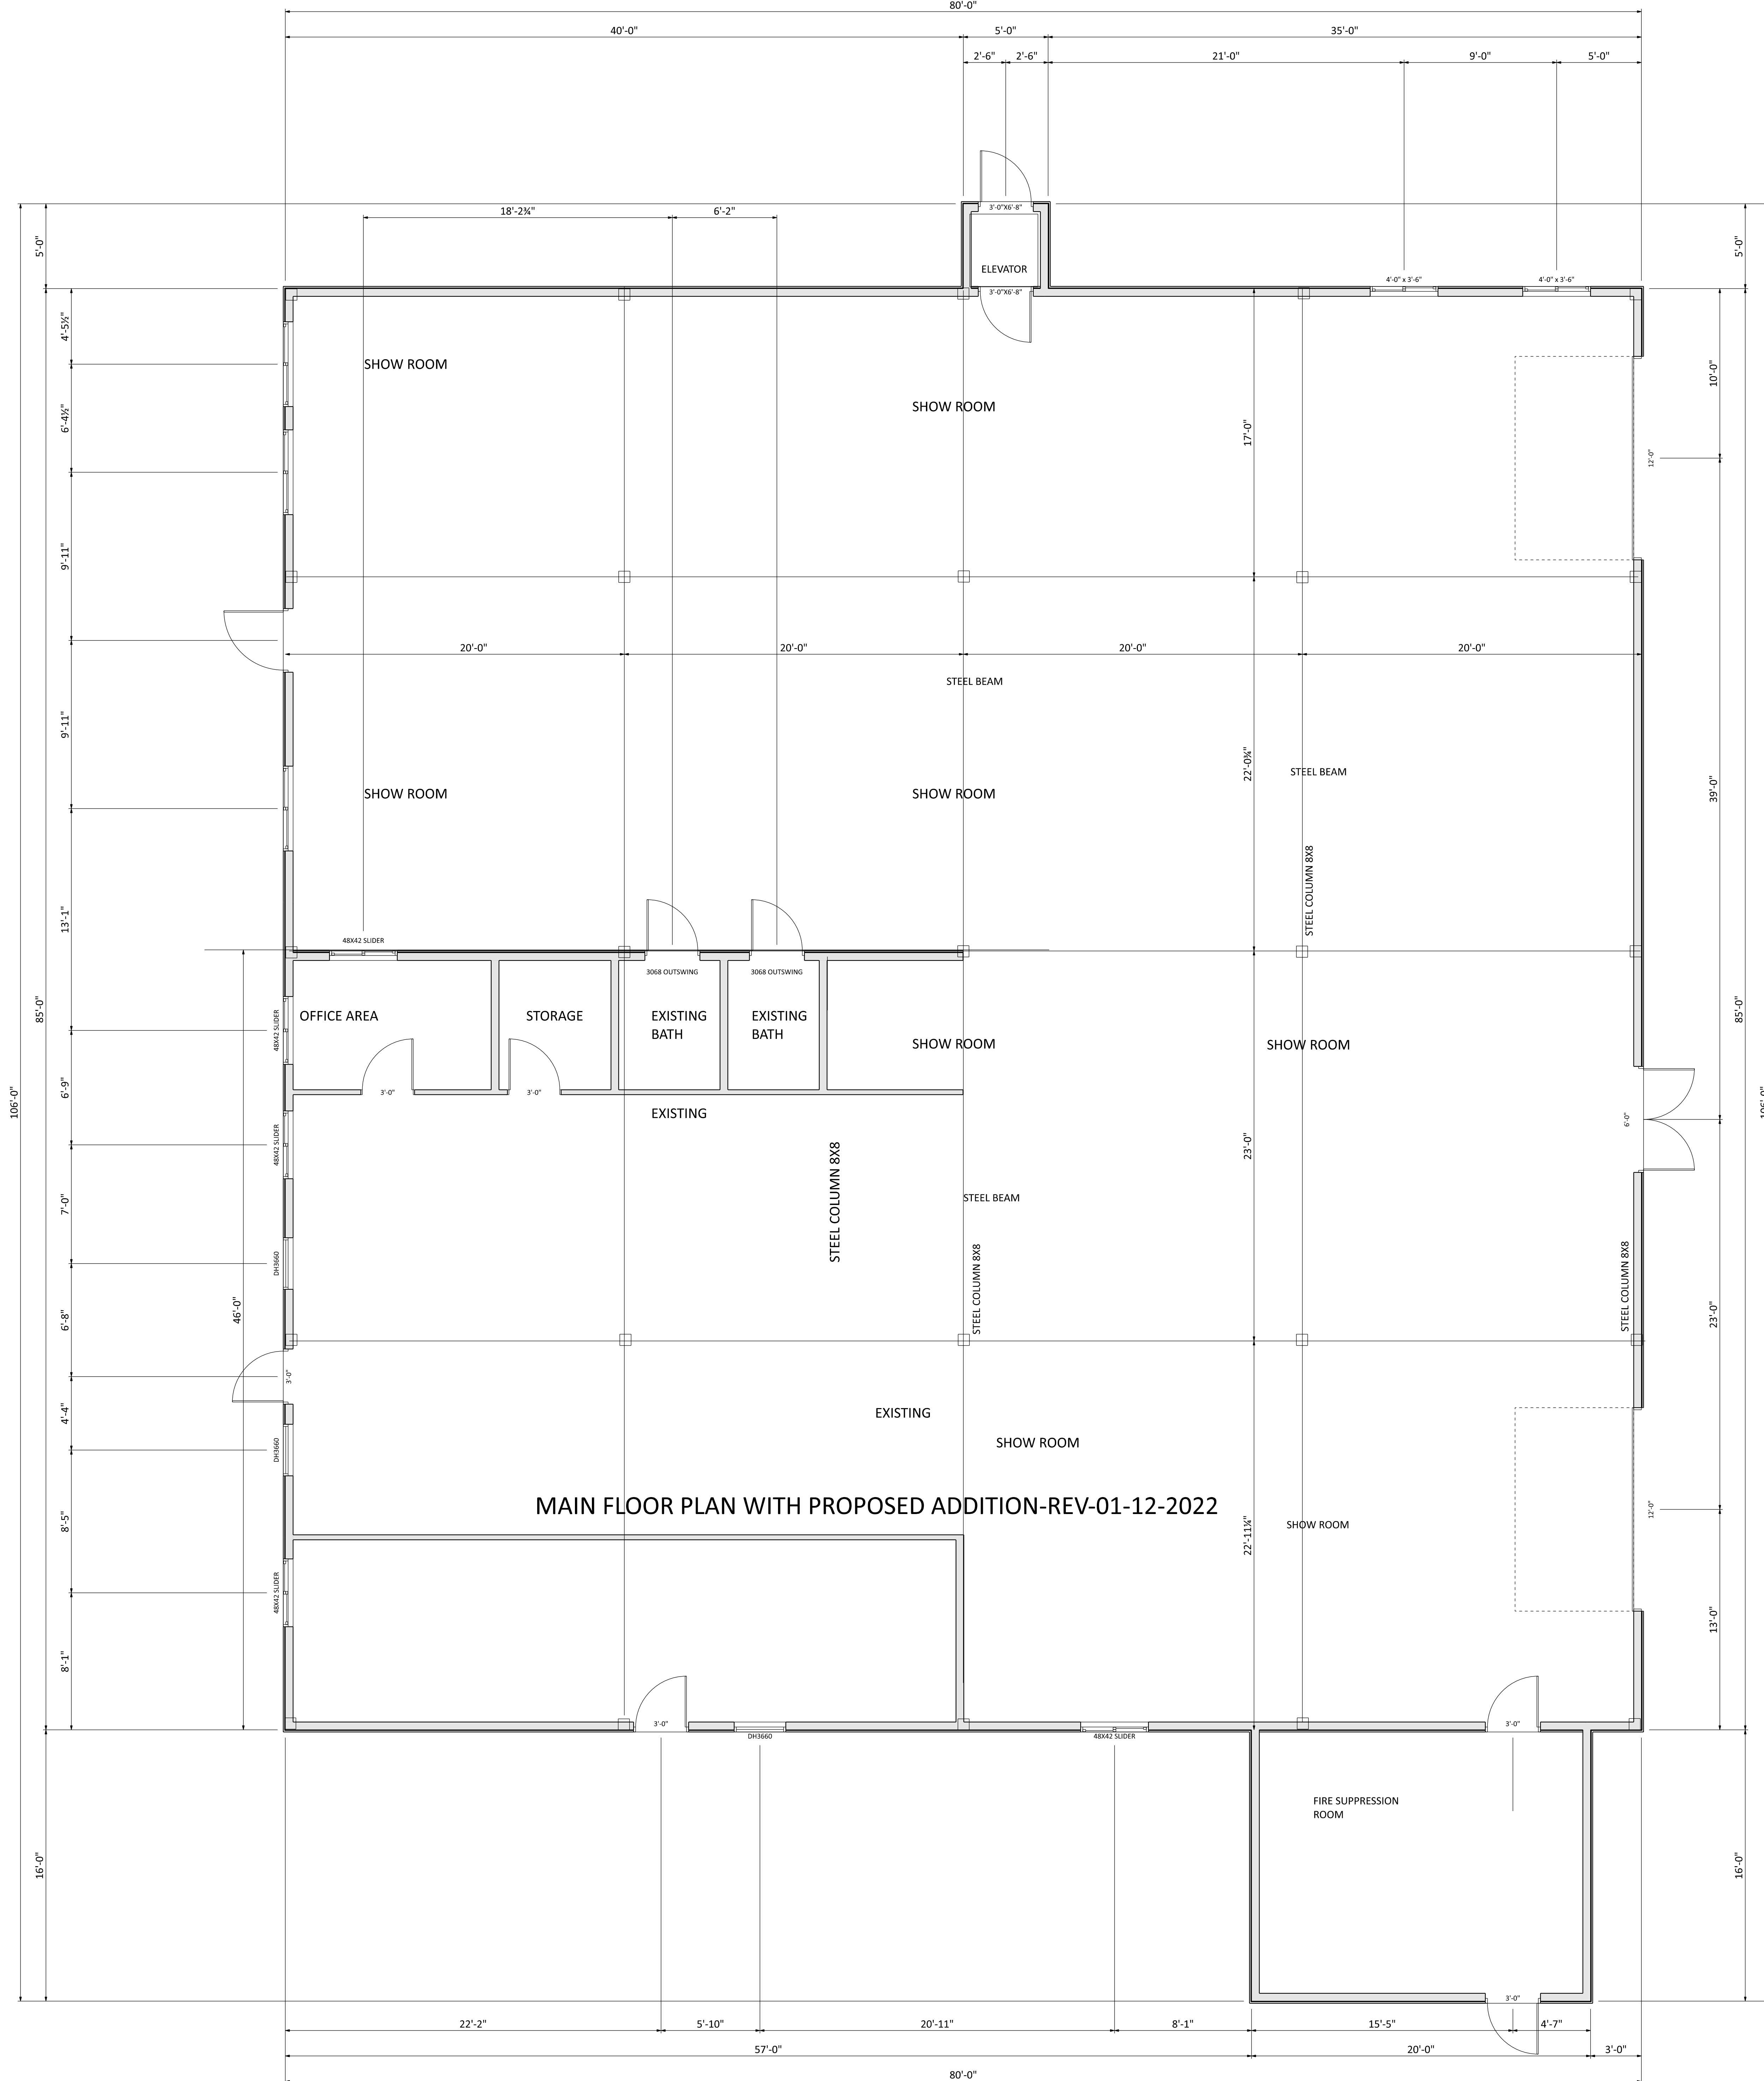 80'-0"
40'-0"
5'-0"
35'-0"
2'-6"
2'-6"
21'-0"
9'-0"
5'-0"
18'-2¾"
6'-2"
3'-0"X6'-8"
5'-0"
5'-0"
ELEVATOR
4'-0" x 3'-6"
4'-0" x 3'-6"
3'-0"X6'-8"
4'-5½"
SHOW ROOM
10'-0"
SHOW ROOM
6'-4½"
17'-0"
12'-0"
9'-11"
20'-0"
20'-0"
20'-0"
20'-0"
STEEL BEAM
9'-11"
22'-0¾"
STEEL BEAM
39'-0"
SHOW ROOM
SHOW ROOM
STEEL COLUMN 8X8
13'-1"
48X42 SLIDER
3068 OUTSWING
3068 OUTSWING
85'-0"
85'-0"
OFFICE AREA
STORAGE
EXISTING
BATH
EXISTING
BATH
48X42 SLIDER
SHOW ROOM
SHOW ROOM
106'-0"
106'-0"
6'-9"
3'-0"
3'-0"
EXISTING
6'-0"
48X42 SLIDER
23'-0"
STEEL COLUMN 8X8
7'-0"
STEEL BEAM
DH3660
STEEL COLUMN 8X8
STEEL COLUMN 8X8
46'-0"
6'-8"
23'-0"
3'-0"
4'-4"
EXISTING
SHOW ROOM
DH3660
MAIN FLOOR PLAN WITH PROPOSED ADDITION-REV-01-12-2022
12'-0"
8'-5"
22'-11¼"
SHOW ROOM
48X42 SLIDER
13'-0"
8'-1"
3'-0"
3'-0"
DH3660
48X42 SLIDER
FIRE SUPPRESSION
ROOM
16'-0"
16'-0"
3'-0"
22'-2"
5'-10"
20'-11"
8'-1"
15'-5"
4'-7"
57'-0"
20'-0"
3'-0"
80'-0"